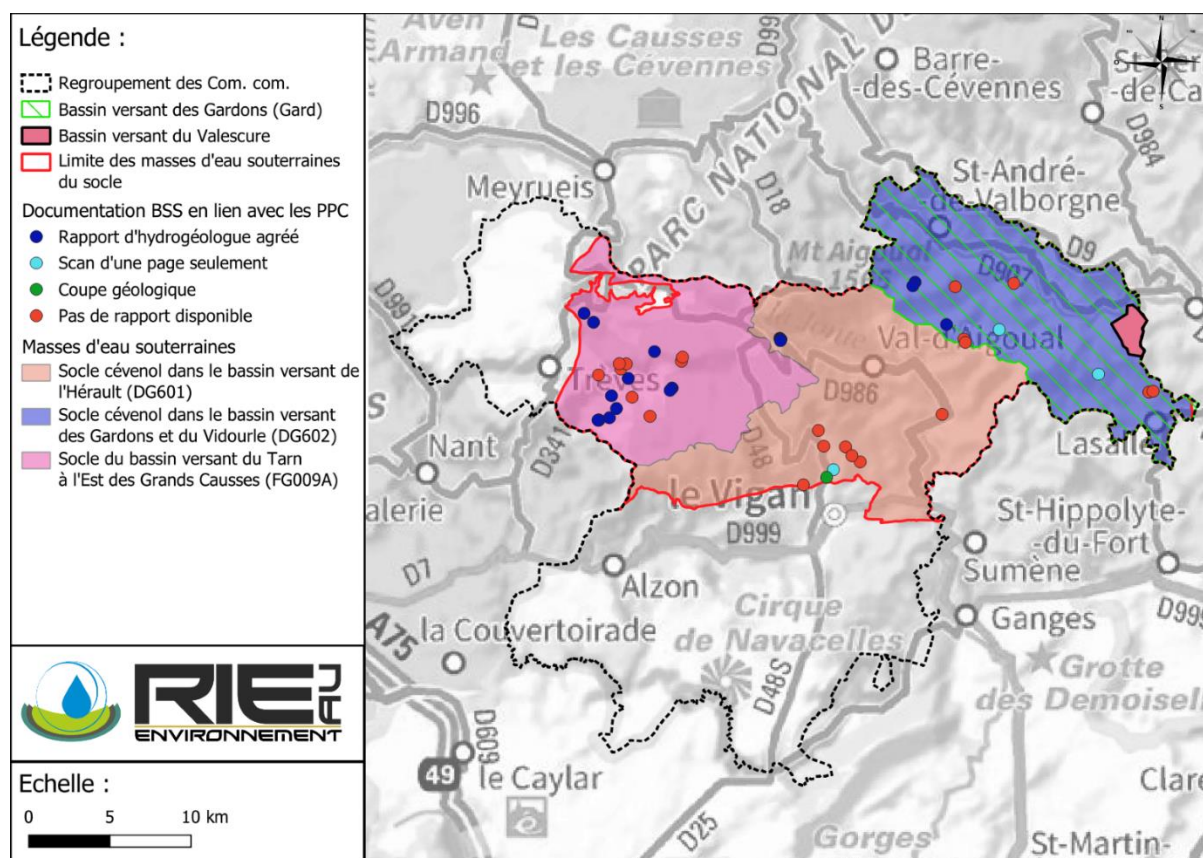 Légende :
Regroupement des Com. com.
Bassin versant des Gardons (Gard)
Bassin versant du Valescure
Limite des masses d'eau souterraines
du socle
Documentation BSS en lien avec les PPC
Rapport d'hydrogéologue agréé
Scan d'une page seulement
Coupe géologique
Pas de rapport disponible
Masses d'eau souterraines
Socle cévenol dans le bassin versant de
l'Hérault (DG601)
Socle cévenol dans le bassin versant
des Gardons et du Vidourle (DG602)
Socle du bassin versant du Tarn
à l'Est des Grands Causses (FG009A)
RIE AU
ENVIRONNEMENT
Echelle :
0 5 10 km
Aven
Armand
Les Causses
et les Cévennes
D996
D99
Barre-
-des-Cévennes
D984
Meyrueis
PARC NATIONAL D
D18
St-André-
-de-Valborgne
D9
Mt Aigoual
D907
D991
Val-d'Aigoual
Trèves
D986
Nant
D341
D48
Lasalle
alerie
le Vigan
D999
St-Hippolyte-
-du-Fort
D7
Alzon
Sumène
Cirque
de Navacelles
Ganges
D999
A75
la Couvertoirade
D48S
Grotte
des Demoisel
D609
49
le Caylar
Clare
D25
Gorges
St-Martin-